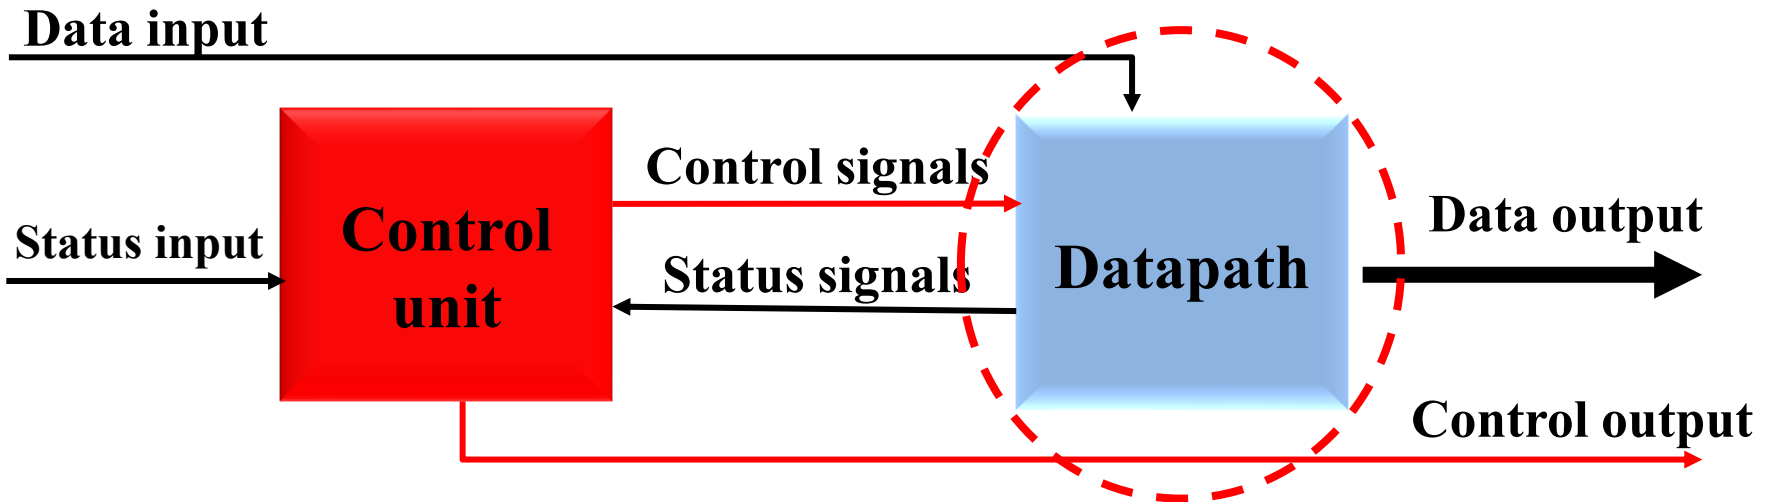 Data input
Control signals
Control
unit
Status input
Status signals
Datapath
Data output
Control output